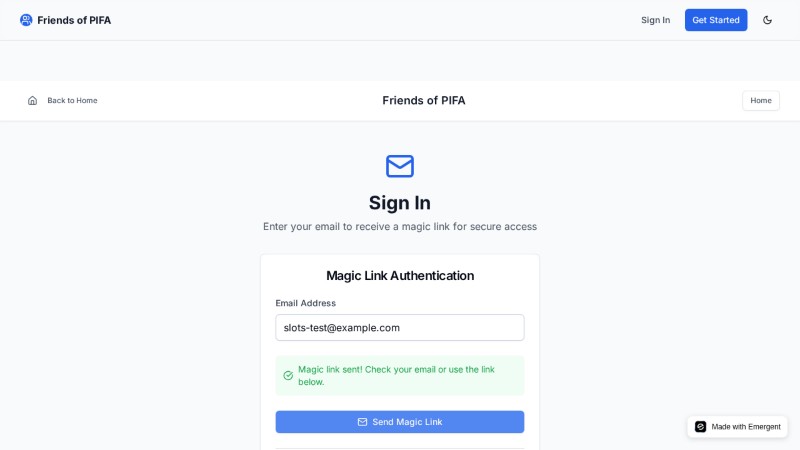 Friends of PIFA
Sign In
Get Started
Back to Home
Friends of PIFA
Home
Sign In
Enter your email to receive a magic link for secure access
Magic Link Authentication
Email Address
slots-test@example.com
Magic link sent! Check your email or use the link
below.
Send Magic Link
Made with Emergent